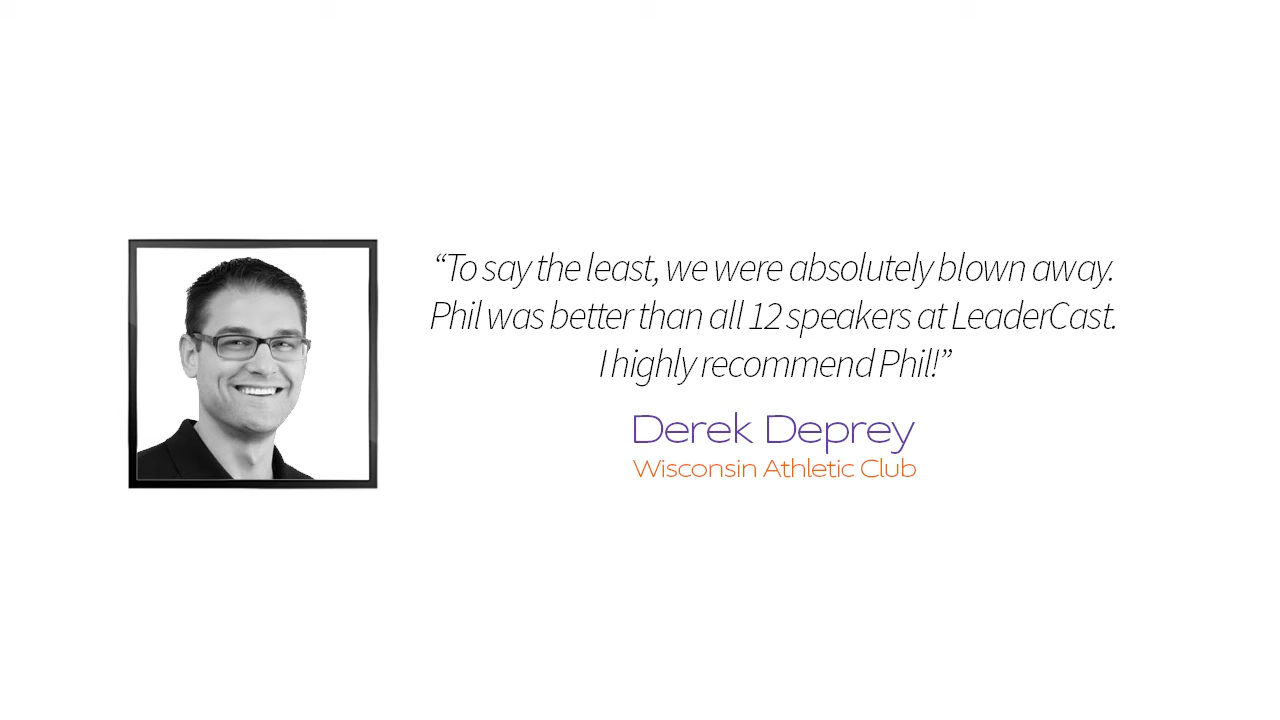 “To say the least, we were absolutely blown away.
Phil was better than all 12 speakers at LeaderCast.
I highly recommend Phil!”
Derek Deprey
Wisconsin Athletic Club